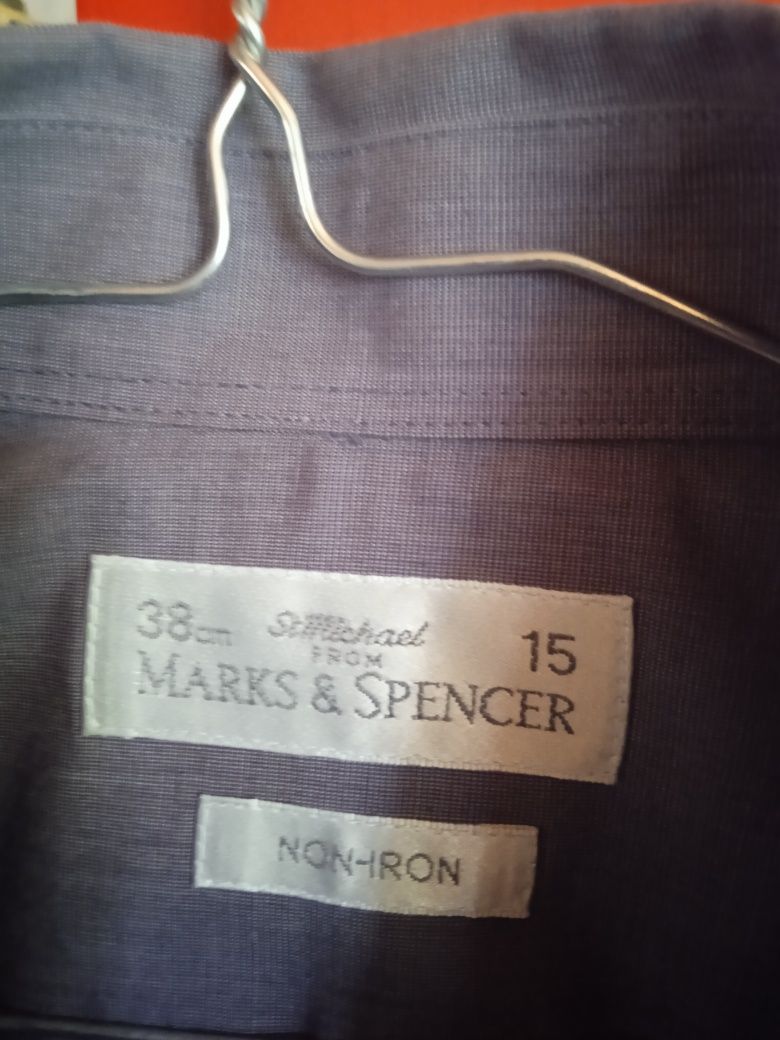 38cm St Michael 15
FROM
MARKS & SPENCER
NON-IRON